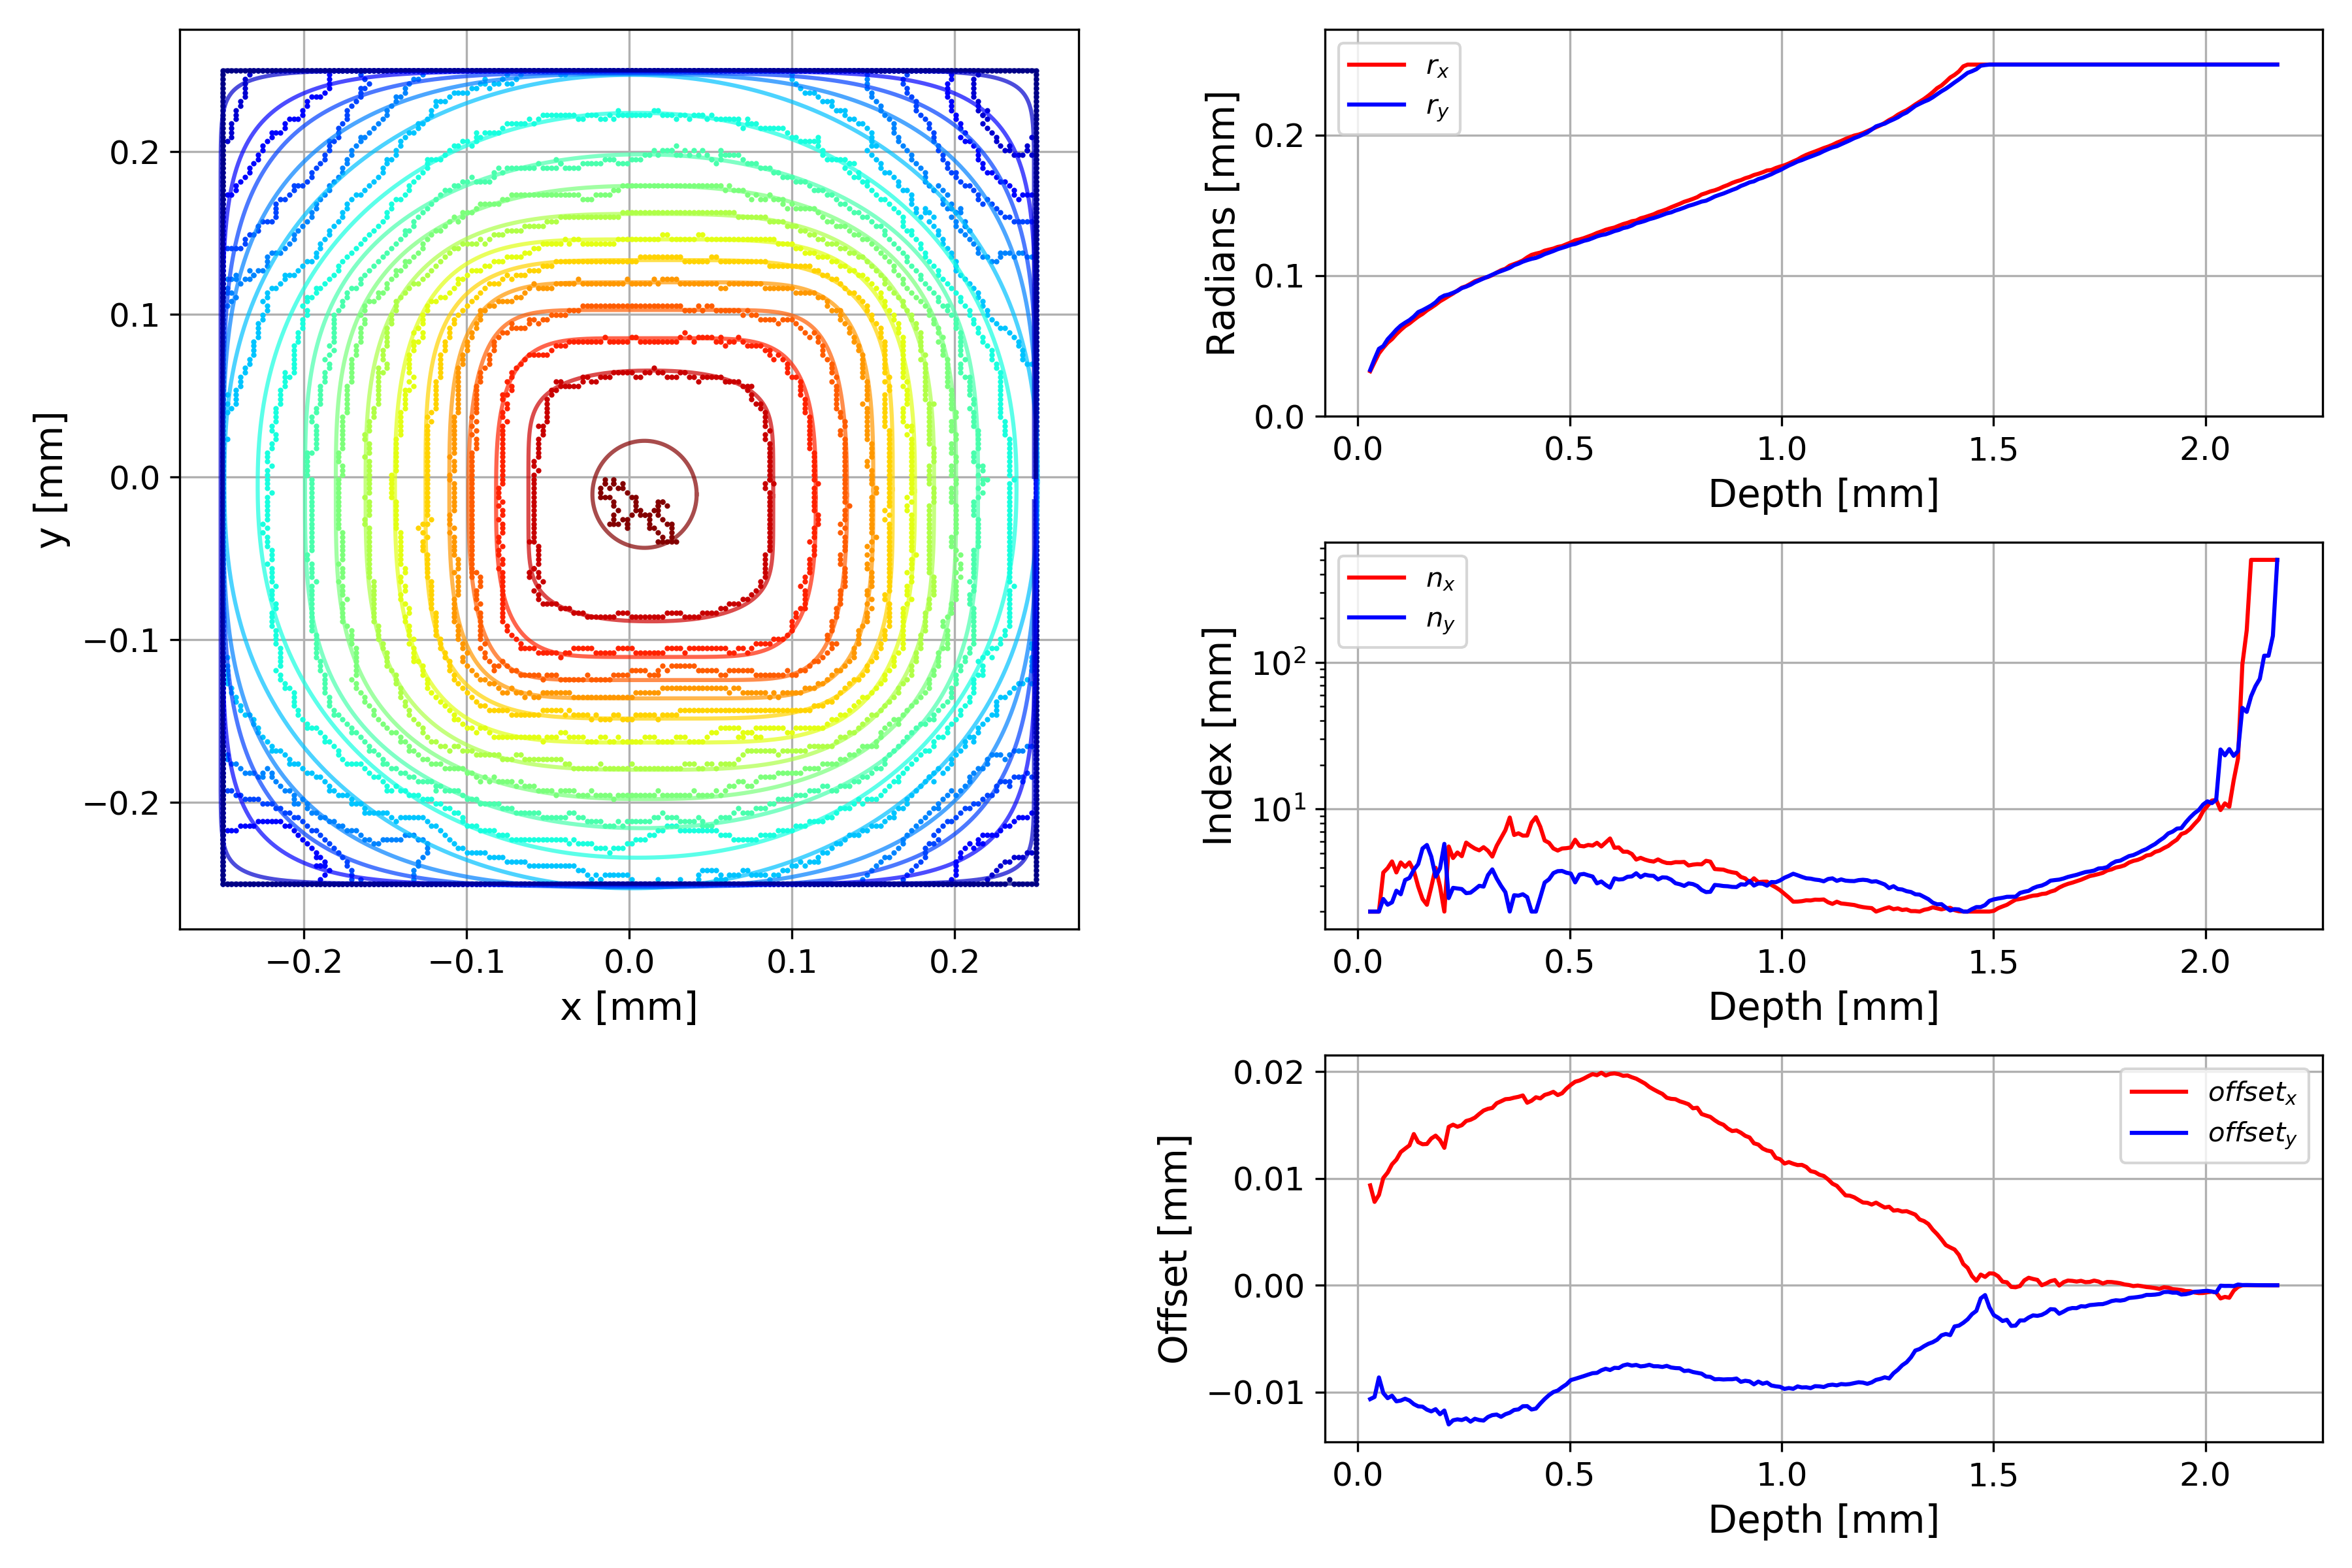 0.2
0.1
0.0
−0.1
−0.2
y [mm]
−0.2 −0.1 0.0 0.1 0.2
x [mm]
r_x
r_y
0.2
0.1
0.0
Radians [mm]
0.0 0.5 1.0 1.5 2.0
Depth [mm]
n_x
n_y
10^2
10^1
Index [mm]
0.0 0.5 1.0 1.5 2.0
Depth [mm]
offset_x
offset_y
0.02
0.01
0.00
−0.01
Offset [mm]
0.0 0.5 1.0 1.5 2.0
Depth [mm]